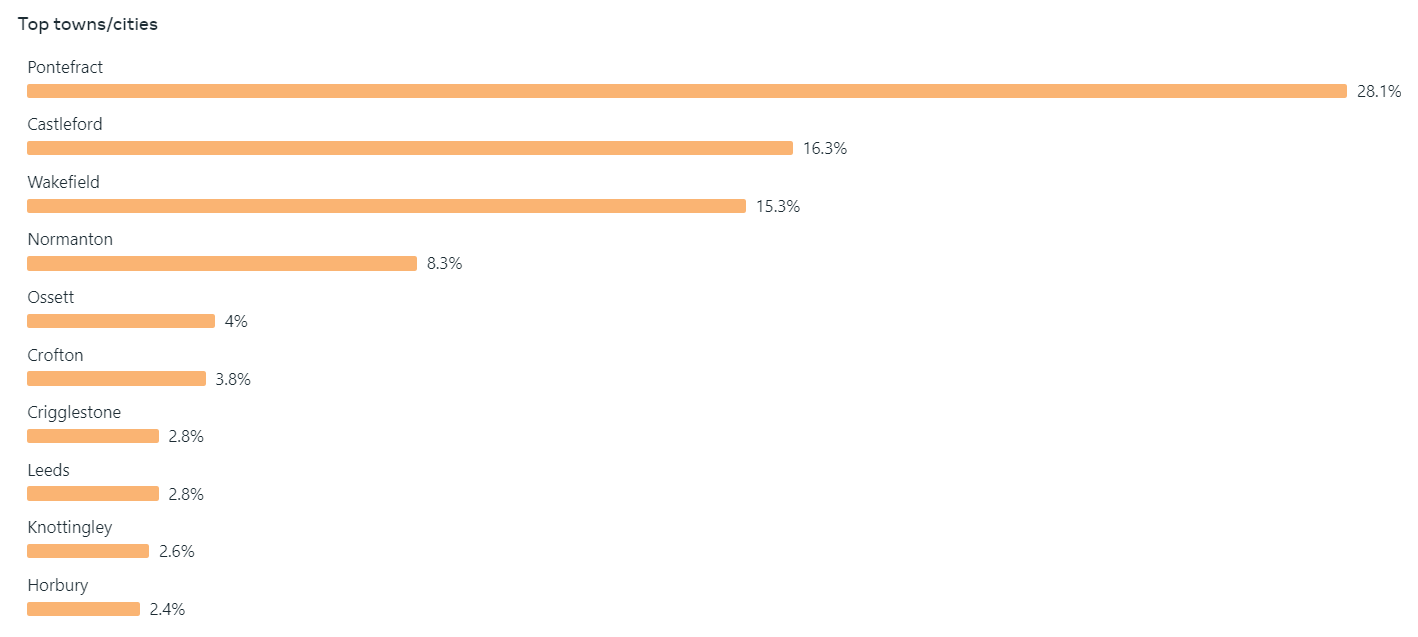 Top towns/cities
Pontefract
28.1%
Castleford
16.3%
Wakefield
15.3%
Normanton
8.3%
Ossett
4%
Crofton
3.8%
Crigglestone
2.8%
Leeds
2.8%
Knottingley
2.6%
Horbury
2.4%